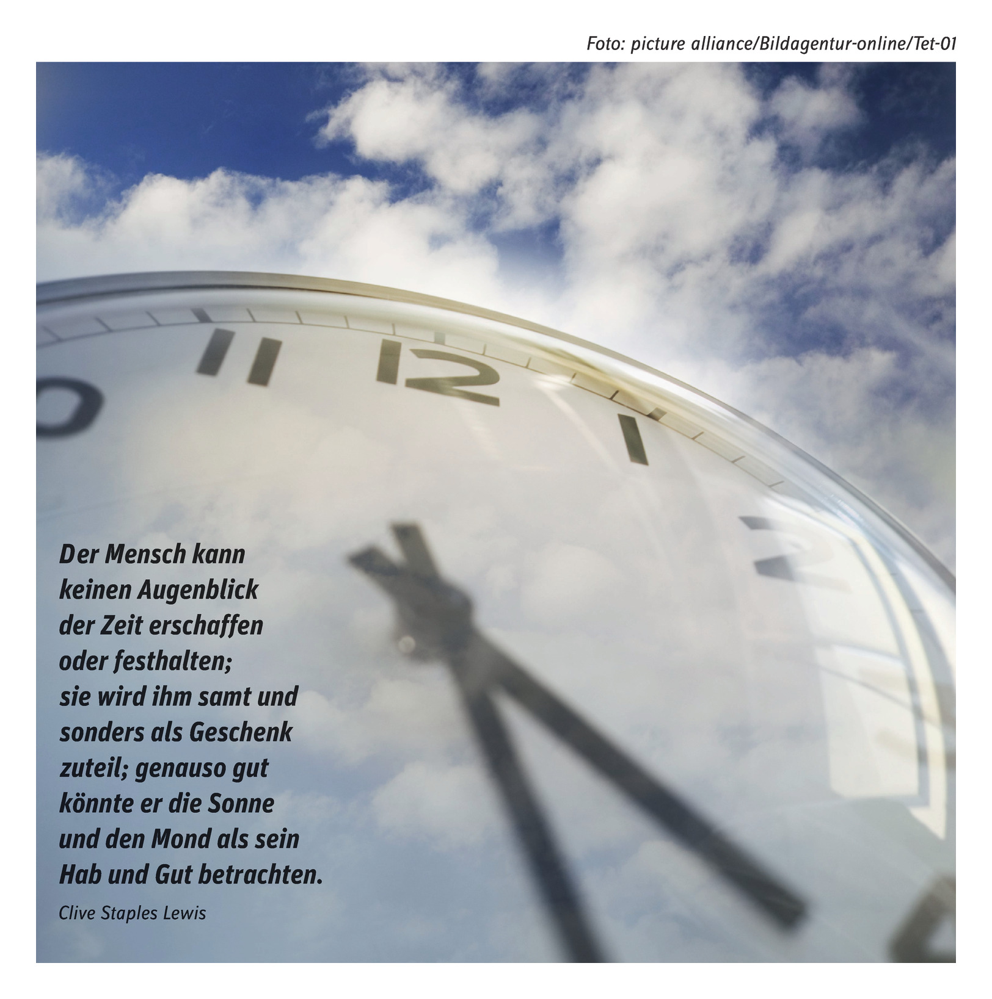 Foto: picture alliance/Bildagentur-online/Tet-01
11
12
1
0
2
Der Mensch kann
keinen Augenblick
der Zeit erschaffen
oder festhalten;
sie wird ihm samt und
sonders als Geschenk
zuteil; genauso gut
könnte er die Sonne
und den Mond als sein
Hab und Gut betrachten.
Clive Staples Lewis